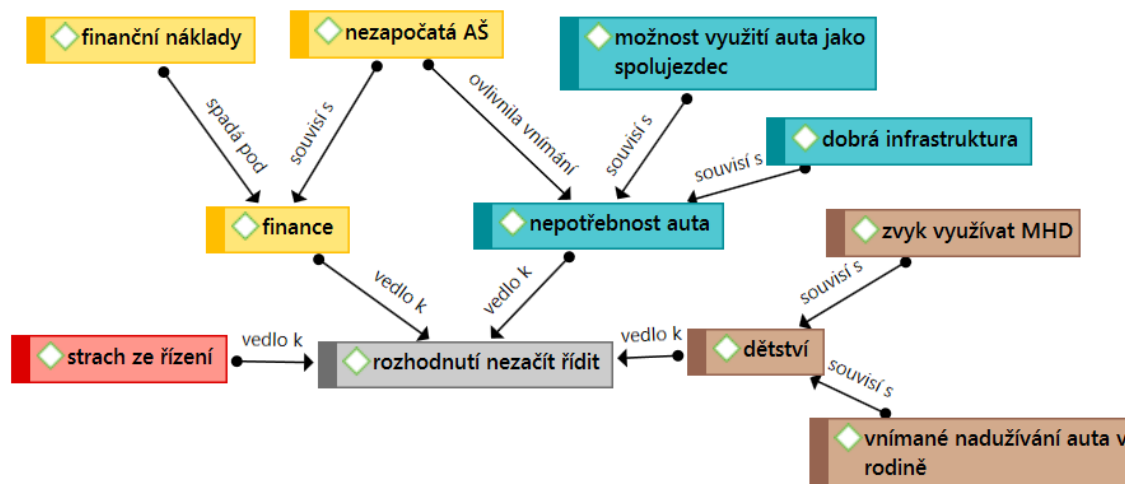 finanční náklady
nezapočatá AŠ
možnost využití auta jako
spolujezdec
spadá pod
souvisí s
ovlivnila vnímání
souvisí s
dobrá infrastruktura
souvisí s
finance
nepotřebnost auta
zvyk využívat MHD
vedlo k
vedlo k
souvisí s
strach ze řízení
vedlo k
rozhodnutí nezačít řídit
vedlo k
dětství
souvisí s
vnímané nadužívání auta v
rodině